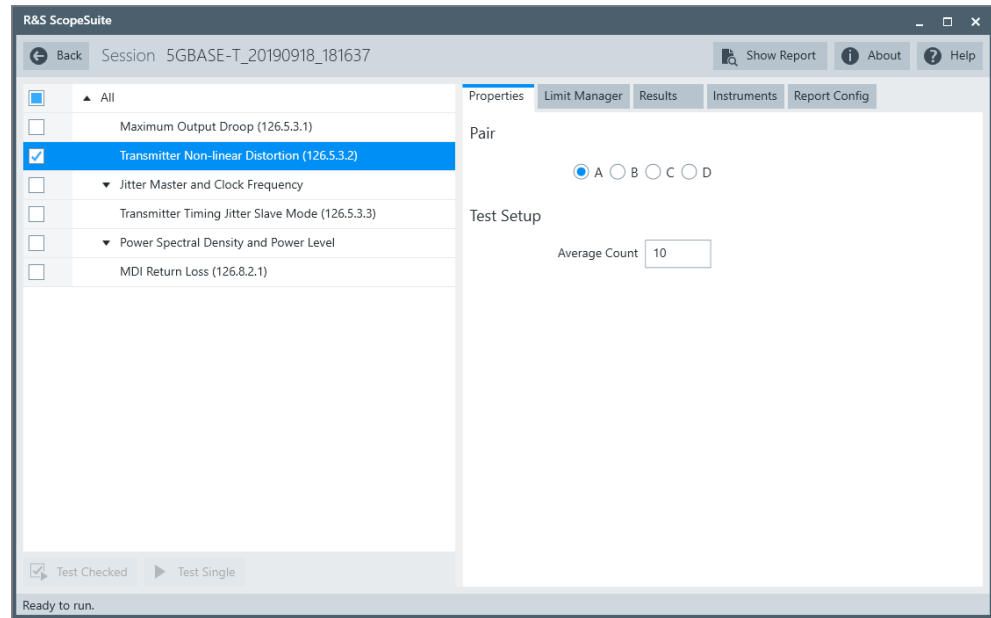 R&S ScopeSuite
Back Session 5GBASE-T_20190918_181637 Show Report About Help
All
Maximum Output Droop (126.5.3.1)
Transmitter Non-linear Distortion (126.5.3.2)
Jitter Master and Clock Frequency
Transmitter Timing Jitter Slave Mode (126.5.3.3)
Power Spectral Density and Power Level
MDI Return Loss (126.8.2.1)
Properties Limit Manager Results Instruments Report Config
Pair
A B C D
Test Setup
Average Count 10
Test Checked Test Single
Ready to run.